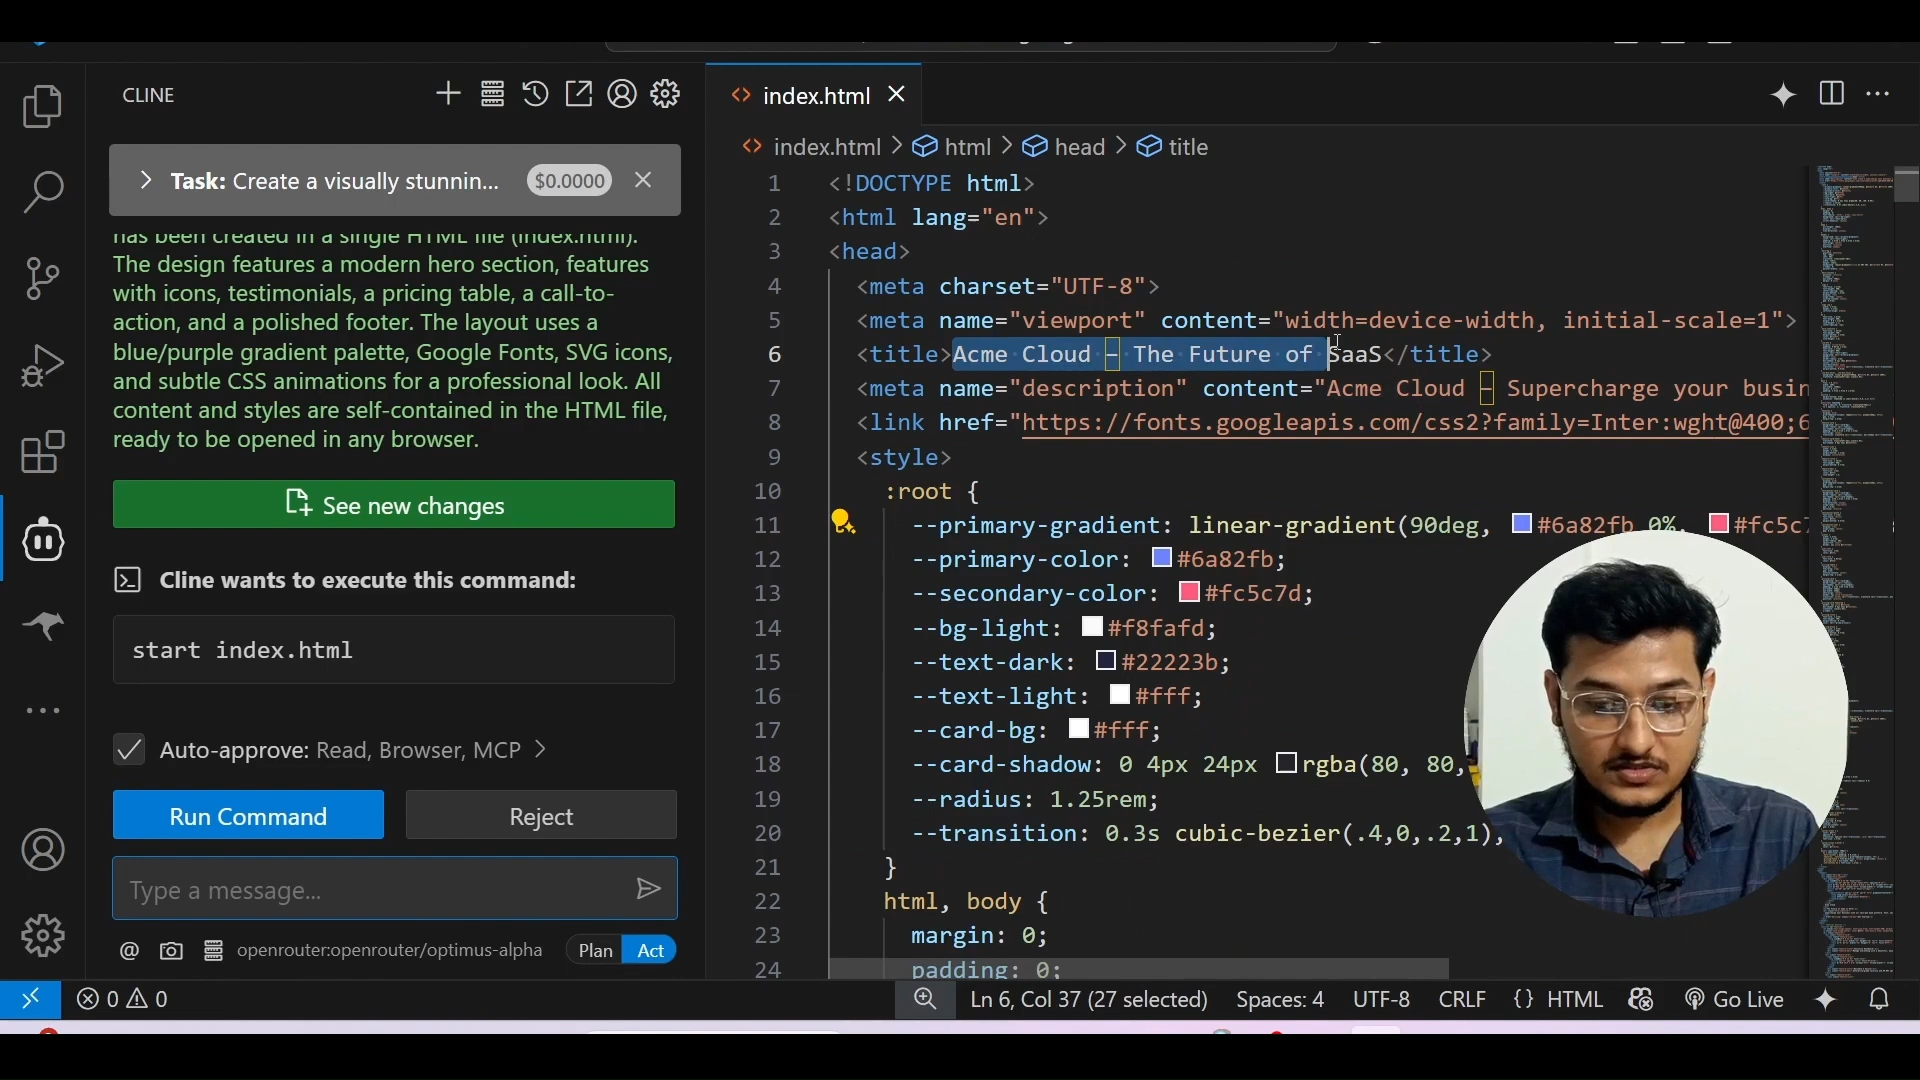 CLINE
Task: Create a visually stunnin...
$0.0000
has been created in a single HTML file (index.html).
The design features a modern hero section, features
with icons, testimonials, a pricing table, a call-to-
action, and a polished footer. The layout uses a
blue/purple gradient palette, Google Fonts, SVG icons,
and subtle CSS animations for a professional look. All
content and styles are self-contained in the HTML file,
ready to be opened in any browser.
See new changes
Cline wants to execute this command:
start index.html
Auto-approve: Read, Browser, MCP
Run Command
Reject
Type a message...
@ openrouter:openrouter/optimus-alpha
Plan
Act
index.html
index.html > html > head > title
1 <!DOCTYPE html>
2 <html lang="en">
3 <head>
4 <meta charset="UTF-8">
5 <meta name="viewport" content="width=device-width, initial-scale=1">
6 <title>Acme Cloud – The Future of SaaS</title>
7 <meta name="description" content="Acme Cloud – Supercharge your busin
8 <link href="https://fonts.googleapis.com/css2?family=Inter:wght@400;6
9 <style>
10 :root {
11 --primary-gradient: linear-gradient(90deg, #6a82fb 0%, #fc5c7
12 --primary-color: #6a82fb;
13 --secondary-color: #fc5c7d;
14 --bg-light: #f8fafd;
15 --text-dark: #22223b;
16 --text-light: #fff;
17 --card-bg: #fff;
18 --card-shadow: 0 4px 24px rgba(80, 80,
19 --radius: 1.25rem;
20 --transition: 0.3s cubic-bezier(.4,0,.2,1);
21 }
22 html, body {
23 margin: 0;
24 padding: 0;
0 0
Ln 6, Col 37 (27 selected)
Spaces: 4
UTF-8
CRLF
{} HTML
Go Live